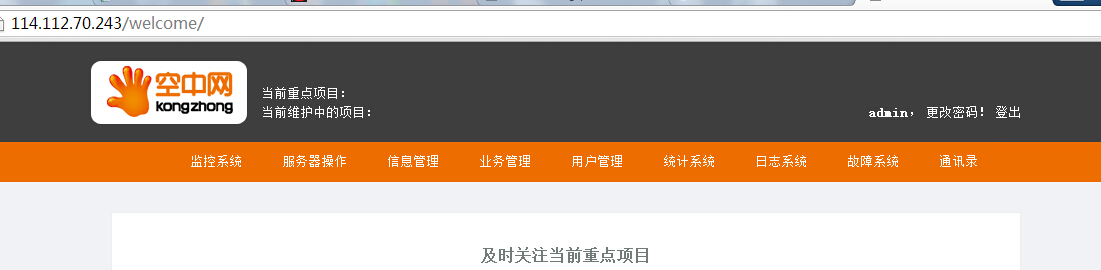 114.112.70.243/welcome/
空中网
kongzhong
当前重点项目：
当前维护中的项目：
admin， 更改密码！ 登出
监控系统 服务器操作 信息管理 业务管理 用户管理 统计系统 日志系统 故障系统 通讯录
及时关注当前重点项目